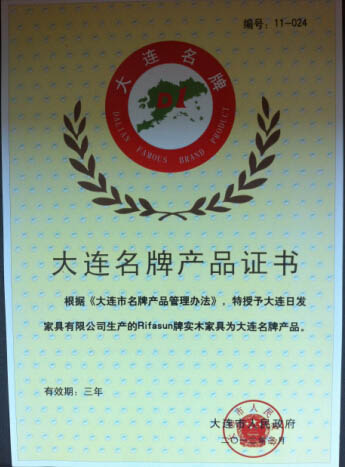 编号：11-024
大连名牌
DL
DALIAN FAMOUS BRAND PRODUCT
大连名牌产品证书
根据《大连市名牌产品管理办法》，特授予大连日发
家具有限公司生产的Rifasun牌实木家具为大连名牌产品。
有效期：三年
大连市人民政府